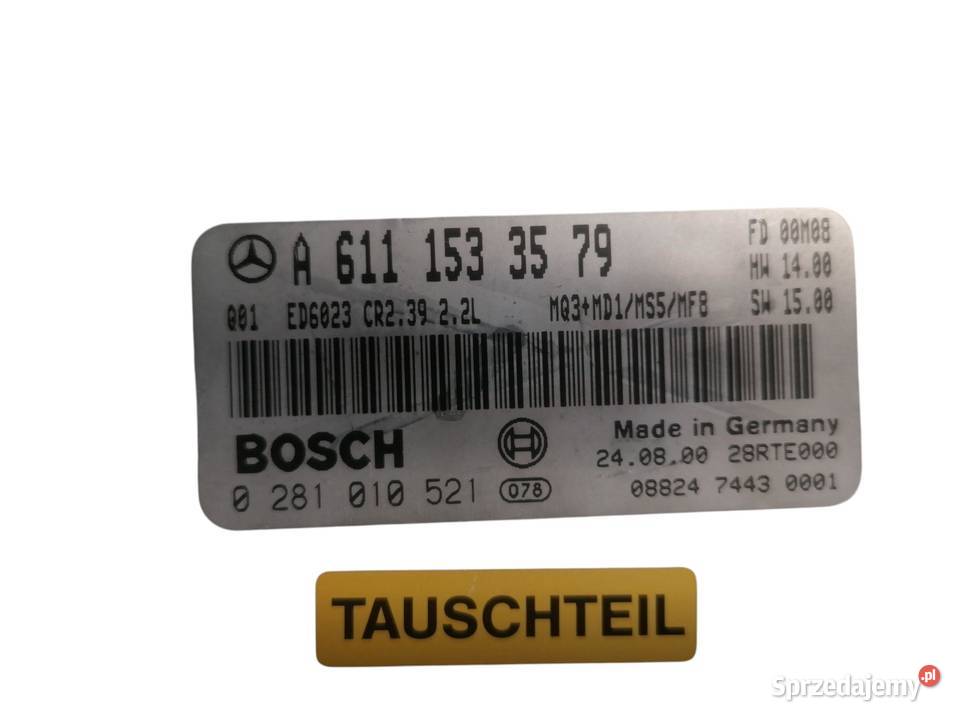 A 611 153 35 79
FD 00M08
HW 14.00
Q01 ED6023 CR2.39 2.2L MQ3+MD1/MS5/MF8 SW 15.00
BOSCH
Made in Germany
24.08.00 28RTE000
0 281 010 521 078 08824 7443 0001
TAUSCHTEIL
Sprzedajemy.pl